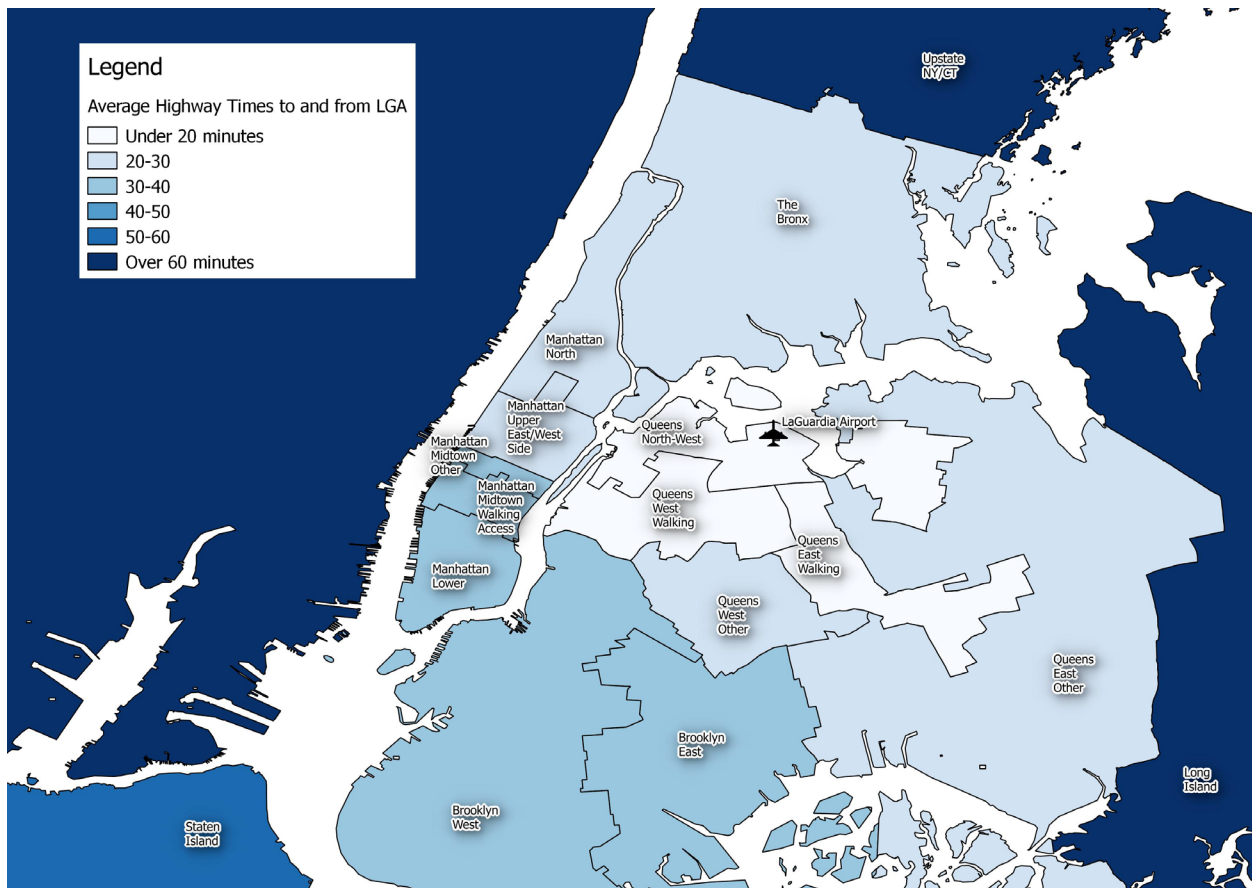 Legend
Average Highway Times to and from LGA
Under 20 minutes
20-30
30-40
40-50
50-60
Over 60 minutes
Upstate
NY/CT
The
Bronx
Manhattan
North
Manhattan
Upper
East/West
Side
LaGuardia Airport
Queens
North-West
Manhattan
Midtown
Other
Manhattan
Midtown
Walking
Access
Queens
West
Walking
Queens
East
Walking
Manhattan
Lower
Queens
West
Other
Queens
East
Other
Brooklyn
East
Long
Island
Brooklyn
West
Staten
Island